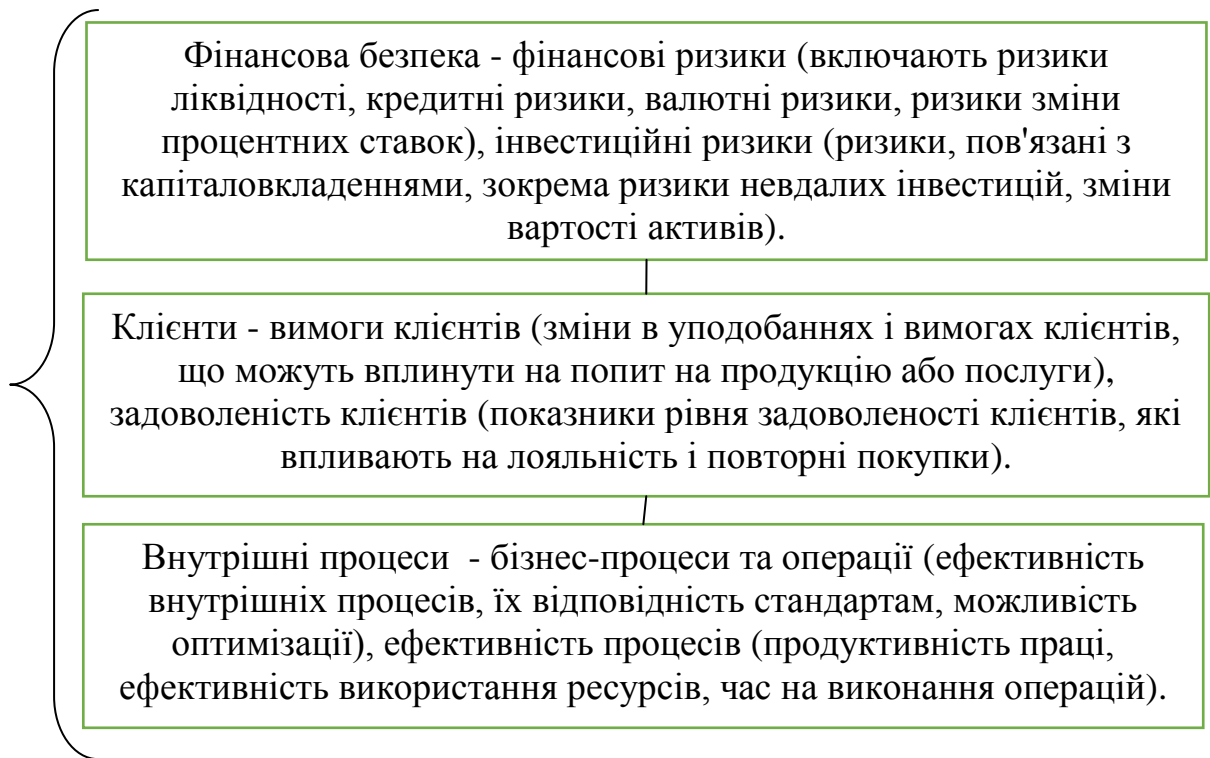 Фінансова безпека - фінансові ризики (включають ризики
ліквідності, кредитні ризики, валютні ризики, ризики зміни
процентних ставок), інвестиційні ризики (ризики, пов'язані з
капіталовкладеннями, зокрема ризики невдалих інвестицій, зміни
вартості активів).
Клієнти - вимоги клієнтів (зміни в уподобаннях і вимогах клієнтів,
що можуть вплинути на попит на продукцію або послуги),
задоволеність клієнтів (показники рівня задоволеності клієнтів, які
впливають на лояльність і повторні покупки).
Внутрішні процеси  - бізнес-процеси та операції (ефективність
внутрішніх процесів, їх відповідність стандартам, можливість
оптимізації), ефективність процесів (продуктивність праці,
ефективність використання ресурсів, час на виконання операцій).